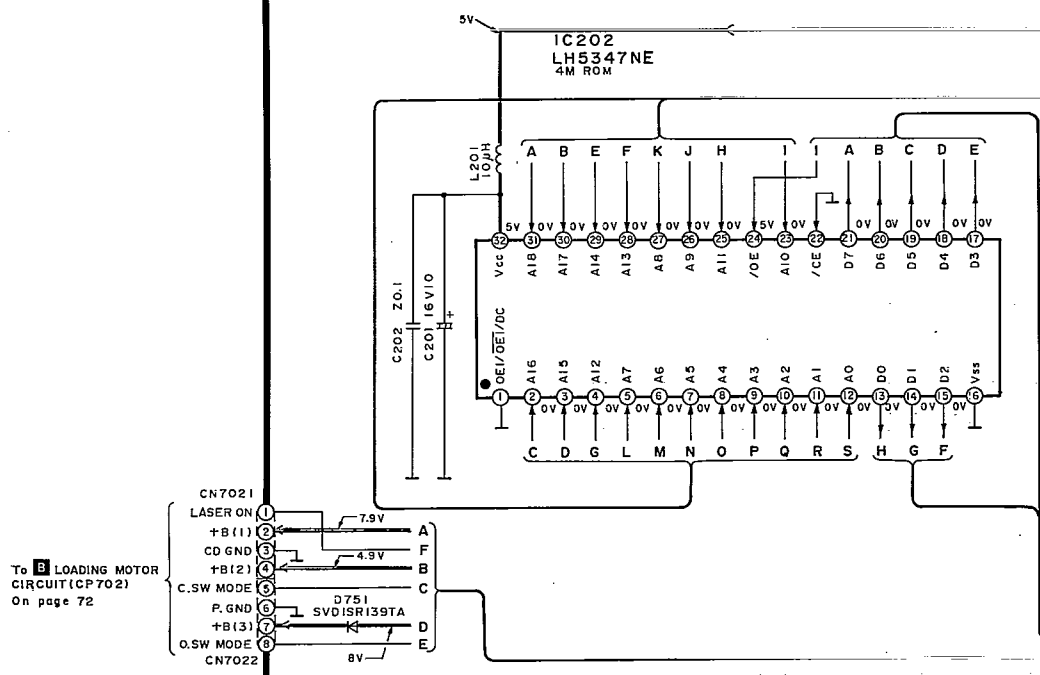 5V
IC202
LH5347NE
4M ROM
A B E F K J H I I A B C D E
L201
10μH
5V 0V 0V 0V 0V 0V 0V 0V 5V 0V 0V 0V 0V 0V 0V
32 31 30 29 28 27 26 25 24 23 22 21 20 19 18 17
Vcc A18 A17 A14 A13 A8 A9 A11 /OE A10 /CE D7 D6 D5 D4 D3
C202 Z0.1
C201 16V10
+
OE1/OE1/DC A16 A15 A12 A7 A6 A5 A4 A3 A2 A1 A0 D0 D1 D2 Vss
1 2 3 4 5 6 7 8 9 10 11 12 13 14 15 16
0V 0V 0V 0V 0V 0V 0V 0V 0V 0V 0V 0V 0V 0V
C D G L M N O P Q R S H G F
CN7021
LASER ON 1
7.9V
+B(1) 2 A
CD GND 3 F
4.9V
+B(2) 4 B
C.SW MODE 5 C
To B LOADING MOTOR
CIRCUIT(CP702)
On page 72
D751
SVD1SR139TA
P.GND 6
+B(3) 7 D
O.SW MODE 8 E
8V
CN7022